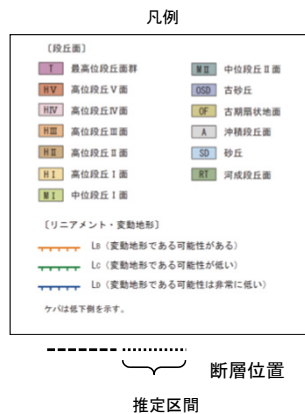 凡例
〔段丘面〕
T 最高位段丘面群
HⅤ 高位段丘Ⅴ面
HⅣ 高位段丘Ⅳ面
HⅢ 高位段丘Ⅲ面
HⅡ 高位段丘Ⅱ面
HⅠ 高位段丘Ⅰ面
MⅠ 中位段丘Ⅰ面
MⅡ 中位段丘Ⅱ面
OSD 古砂丘
OF 古期扇状地面
A 沖積段丘面
SD 砂丘
RT 河成段丘面
〔リニアメント・変動地形〕
LB (変動地形である可能性がある)
LC (変動地形である可能性が低い)
LD (変動地形である可能性は非常に低い)
ケバは低下側を示す。
断層位置
推定区間